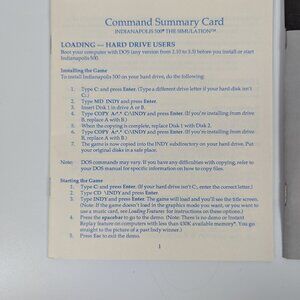 Command Summary Card
INDIANAPOLIS 500® THE SIMULATION™
LOADING — HARD DRIVE USERS
Boot your computer with DOS (any version from 2.10 to 3.3) before you install or start
Indianapolis 500.
Installing the Game
To install Indianapolis 500 on your hard drive, do the following:
1. Type C: and press Enter. (Type a different drive letter if your hard disk isn't
C.)
2. Type MD INDY and press Enter.
3. Insert Disk 1 in drive A or B.
4. Type COPY A:*.* C:\INDY and press Enter. (If you're installing from drive
B, replace A with B.)
5. When the copying is complete, replace Disk 1 with Disk 2.
6. Type COPY A:*.* C:\INDY and press Enter. (If you're installing from drive
B, replace A with B.)
7. The game is now copied into the INDY subdirectory on your hard drive. Put
your original disks in a safe place.
Note: DOS commands may vary. If you have any difficulties with copying, refer to
your DOS manual for specific information on how to copy files.
Starting the Game
1. Type C: and press Enter. (If your hard drive isn't C:, enter the correct letter.)
2. Type CD \INDY and press Enter.
3. Type INDY and press Enter. The game will load and you'll see the title screen.
(Note: If the game doesn't load in the graphics mode you want, or you want to
use a music card, see Loading Features for instructions on these options.)
4. Press the spacebar to go to the demo. (Note: There is no demo or Instant
Replay feature on computers with less than 640K available memory. You go
straight to the picture of a past Indy winner.)
5. Press Esc to exit the demo.
1